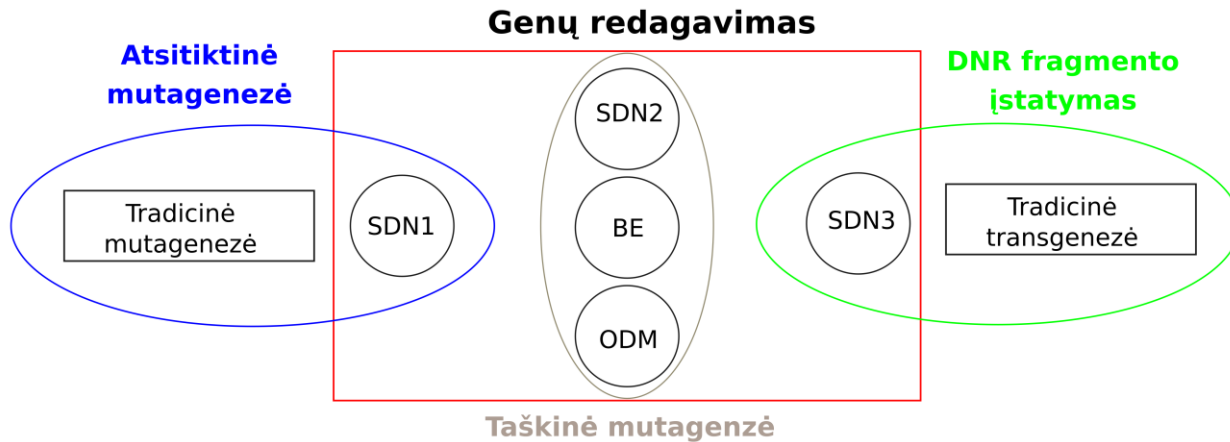 Genų redagavimas
Atsitiktinė
mutagenezė
DNR fragmento
įstatymas
SDN2
Tradicinė
mutagenezė
SDN1
BE
SDN3
Tradicinė
transgenezė
ODM
Taškinė mutagenzė